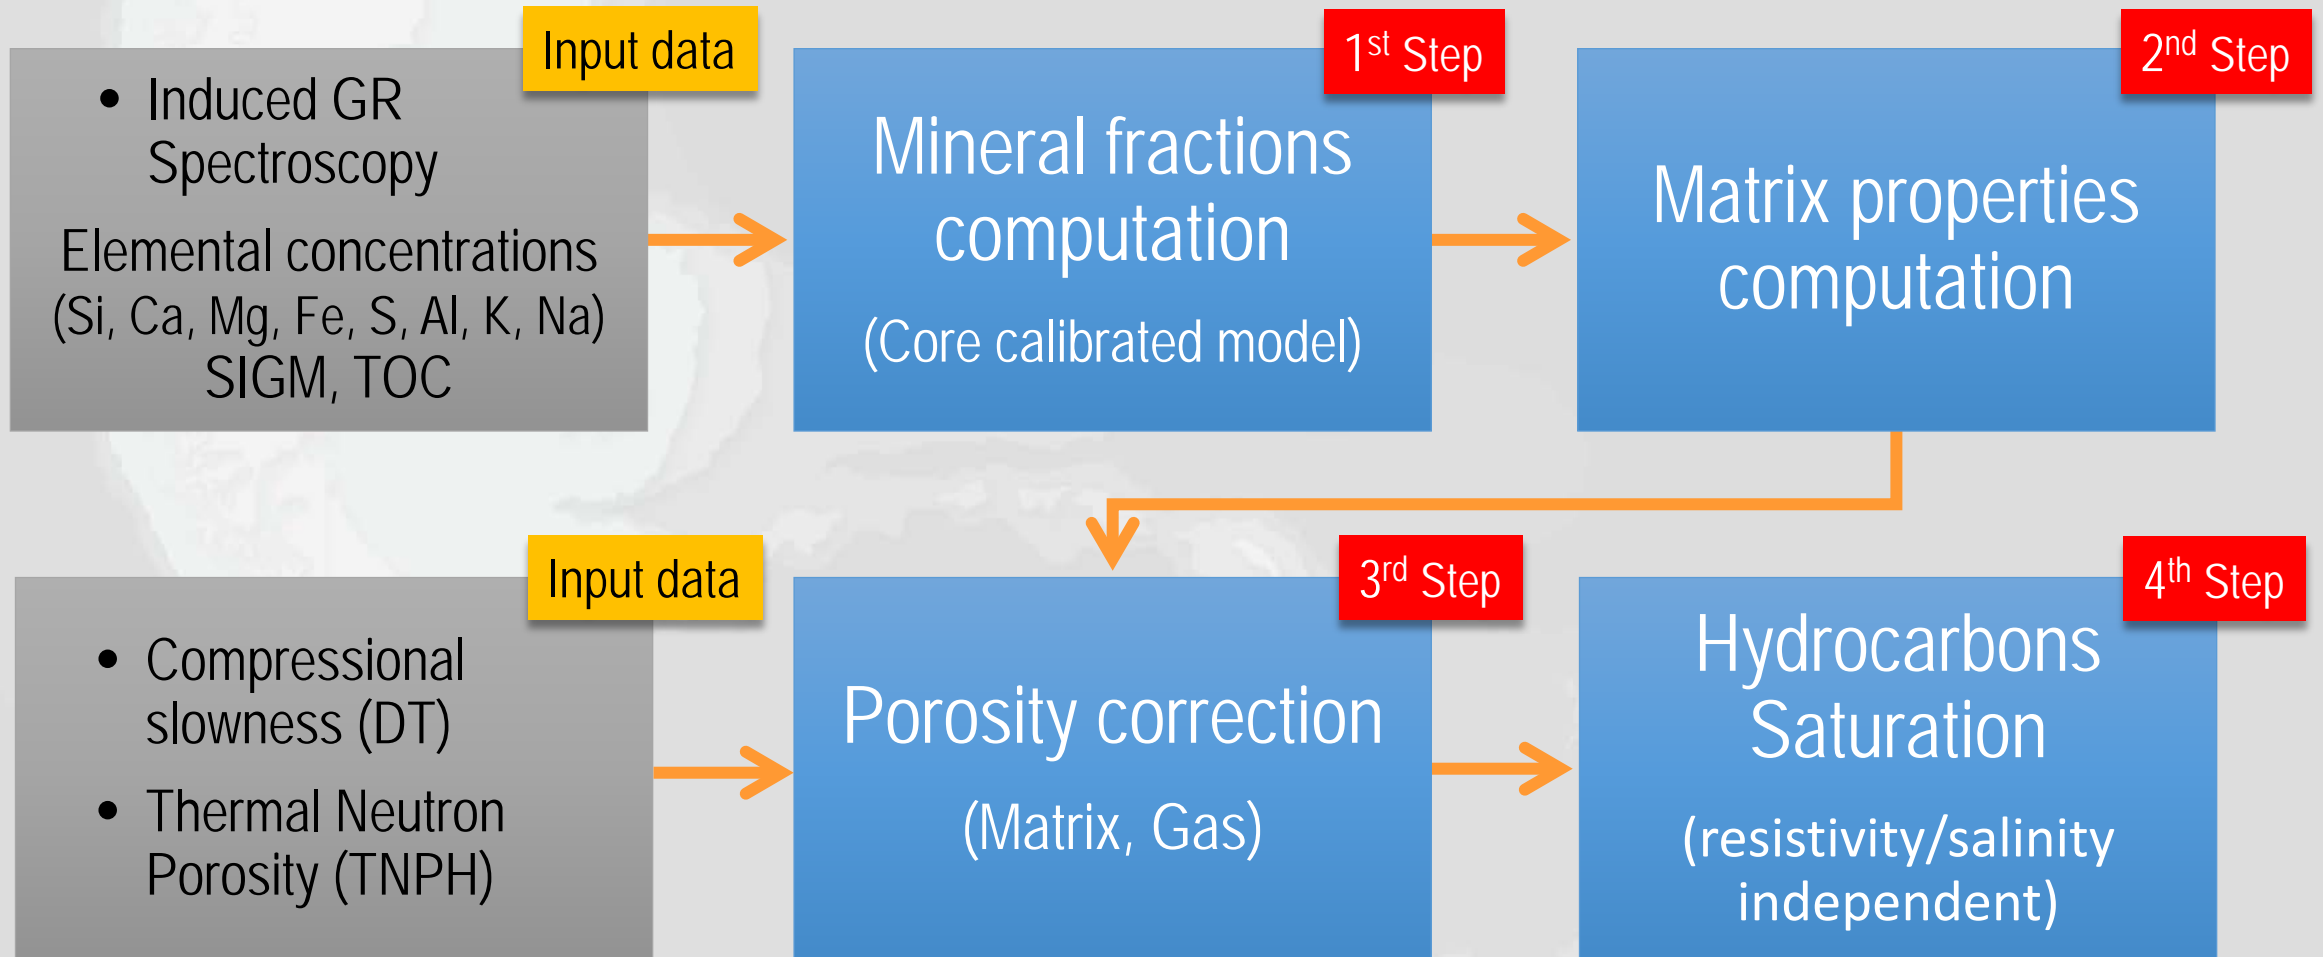 Input data
• Induced GR
Spectroscopy
Elemental concentrations
(Si, Ca, Mg, Fe, S, Al, K, Na)
SIGM, TOC
1st Step
Mineral fractions
computation
(Core calibrated model)
2nd Step
Matrix properties
computation
Input data
• Compressional
slowness (DT)
• Thermal Neutron
Porosity (TNPH)
3rd Step
Porosity correction
(Matrix, Gas)
4th Step
Hydrocarbons
Saturation
(resistivity/salinity
independent)